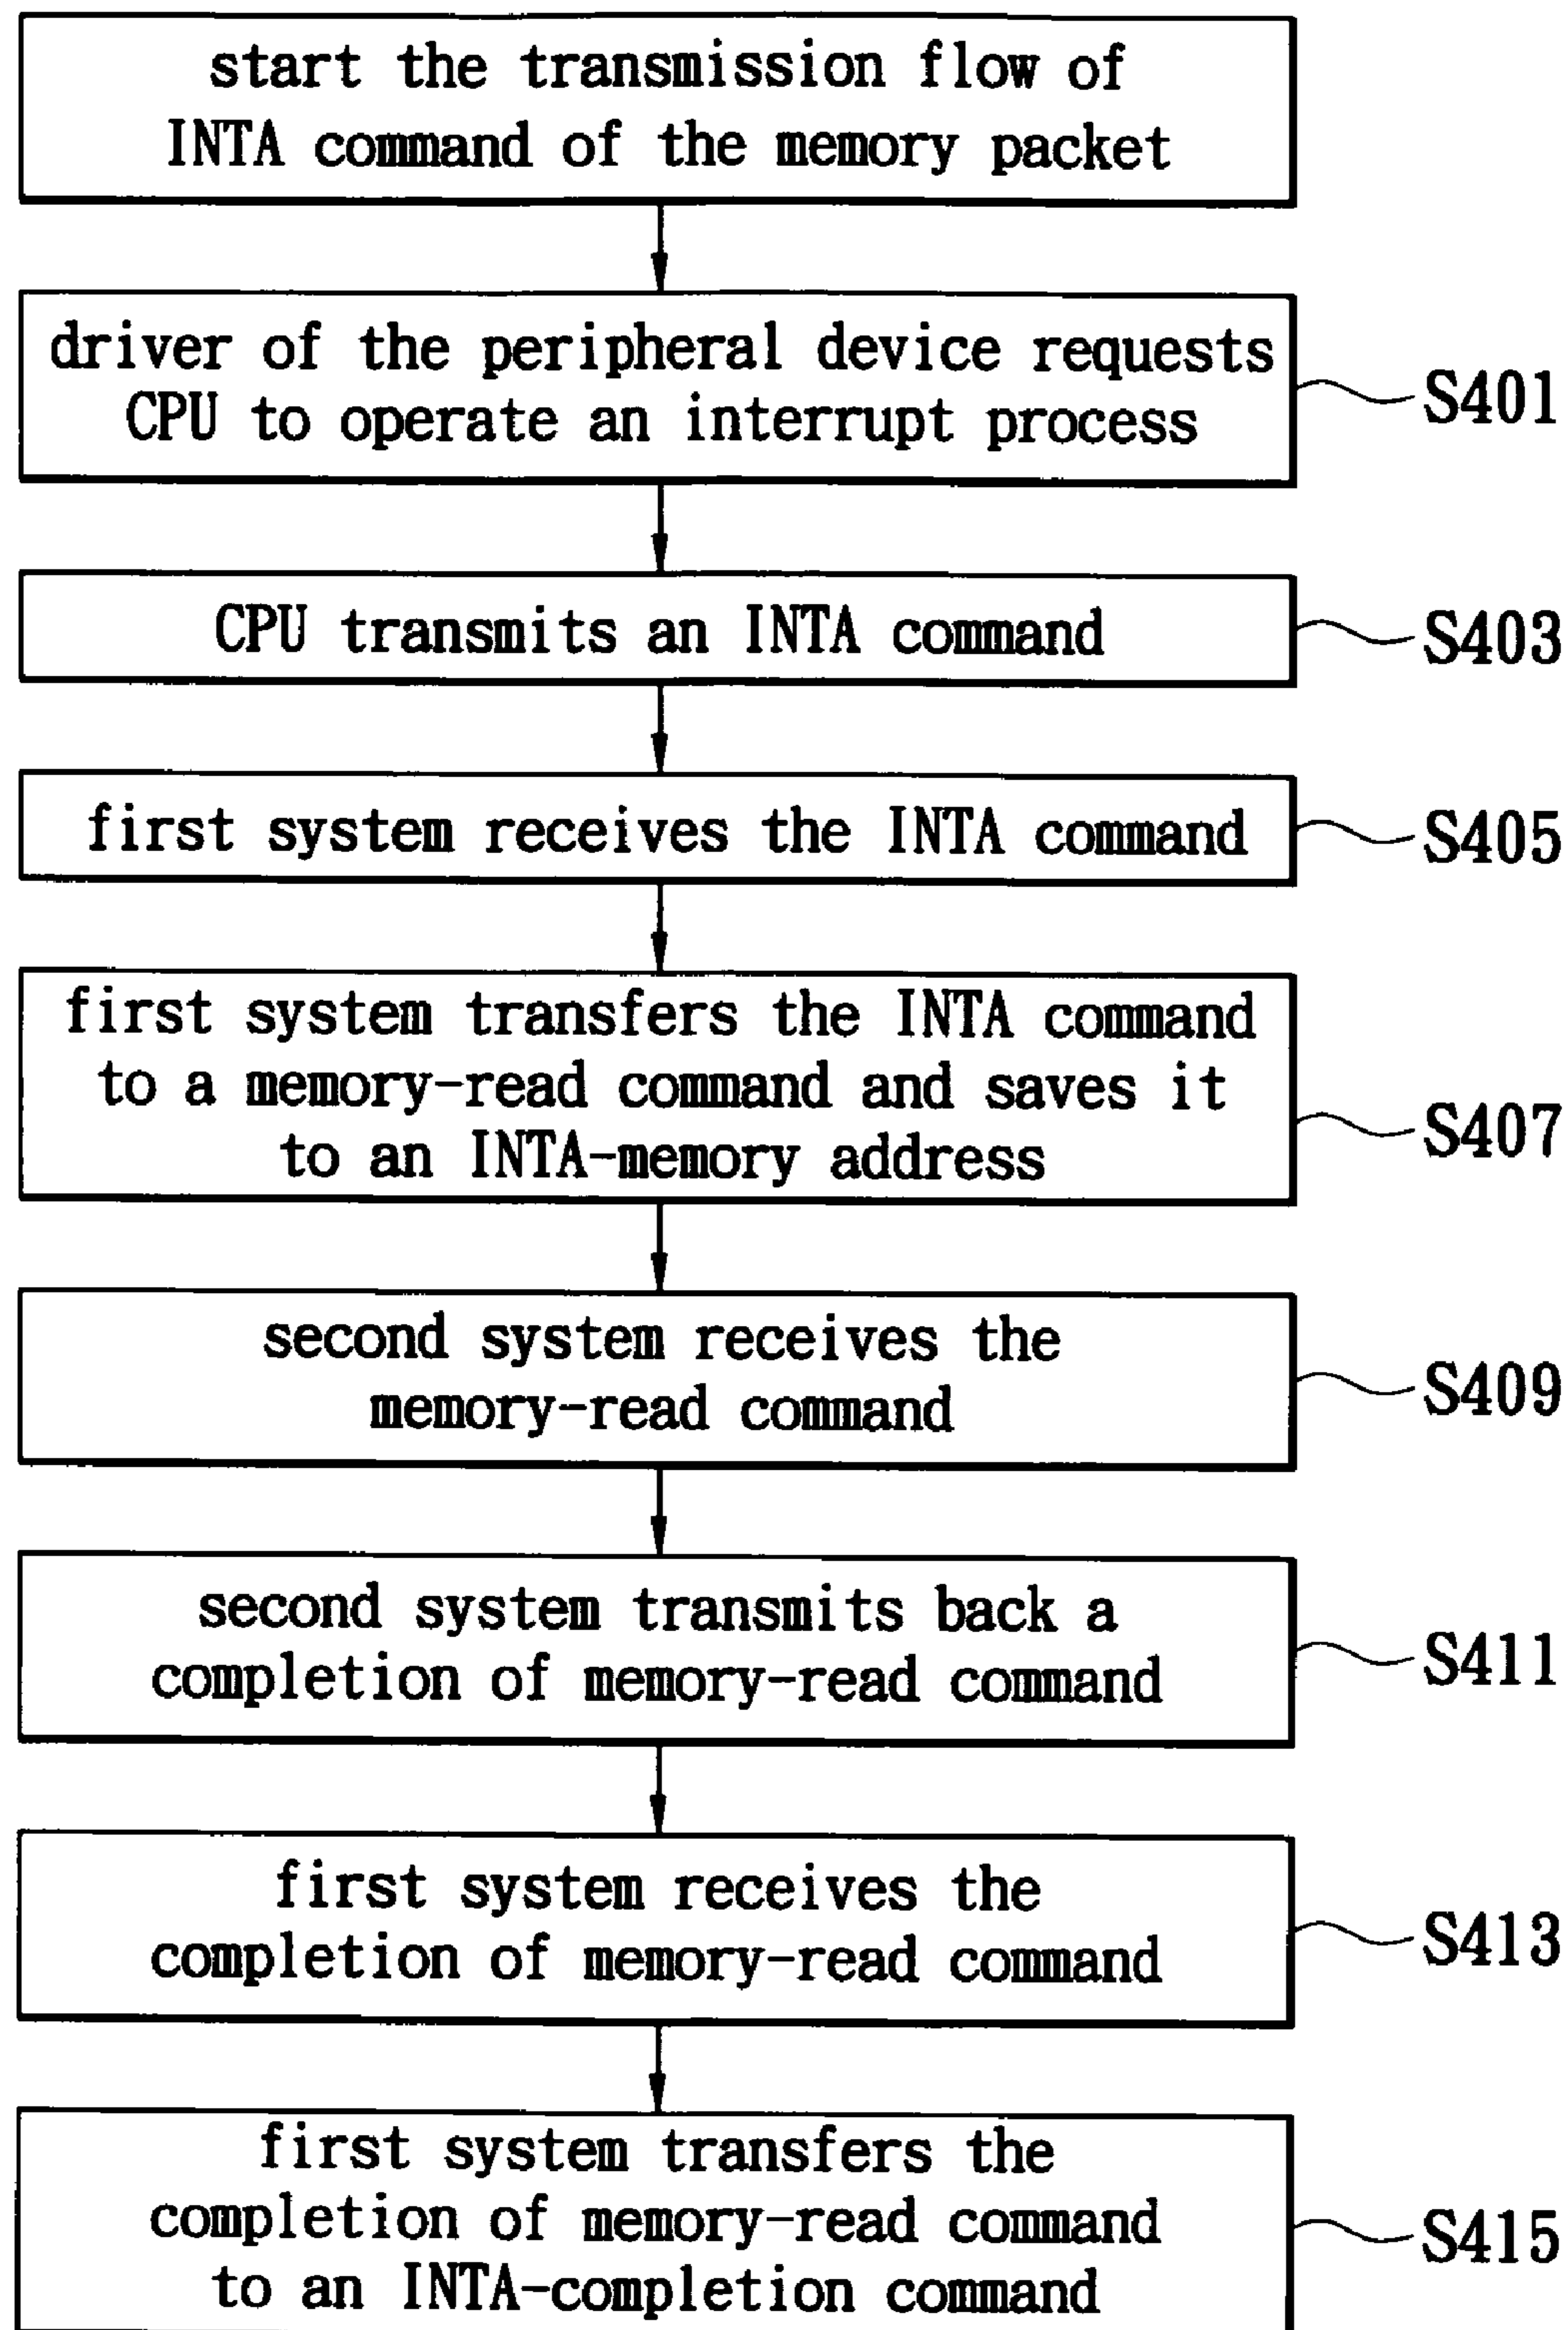 start the transmission flow of
INTA command of the memory packet
driver of the peripheral device requests
CPU to operate an interrupt process
S401
CPU transmits an INTA command
S403
first system receives the INTA command
S405
first system transfers the INTA command
to a memory-read command and saves it
to an INTA-memory address
S407
second system receives the
memory-read command
S409
second system transmits back a
completion of memory-read command
S411
first system receives the
completion of memory-read command
S413
first system transfers the
completion of memory-read command
to an INTA-completion command
S415